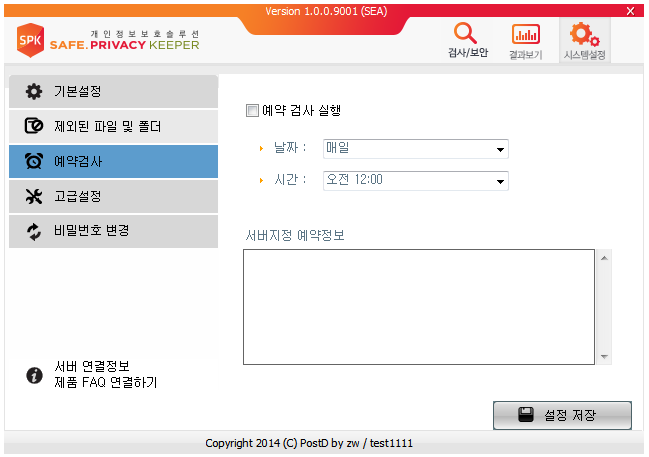 Version 1.0.0.9001 (SEA)
X
SPK
개 인 정 보 보 호 솔 루 션
SAFE. PRIVACY KEEPER
검사/보안
결과보기
시스템설정
기본설정
제외된 파일 및 폴더
예약검사
고급설정
비밀번호 변경
예약 검사 실행
날짜 :
매일
시간 :
오전 12:00
서버지정 예약정보
서버 연결정보
제품 FAQ 연결하기
설정 저장
Copyright 2014 (C) PostD by zw / test1111